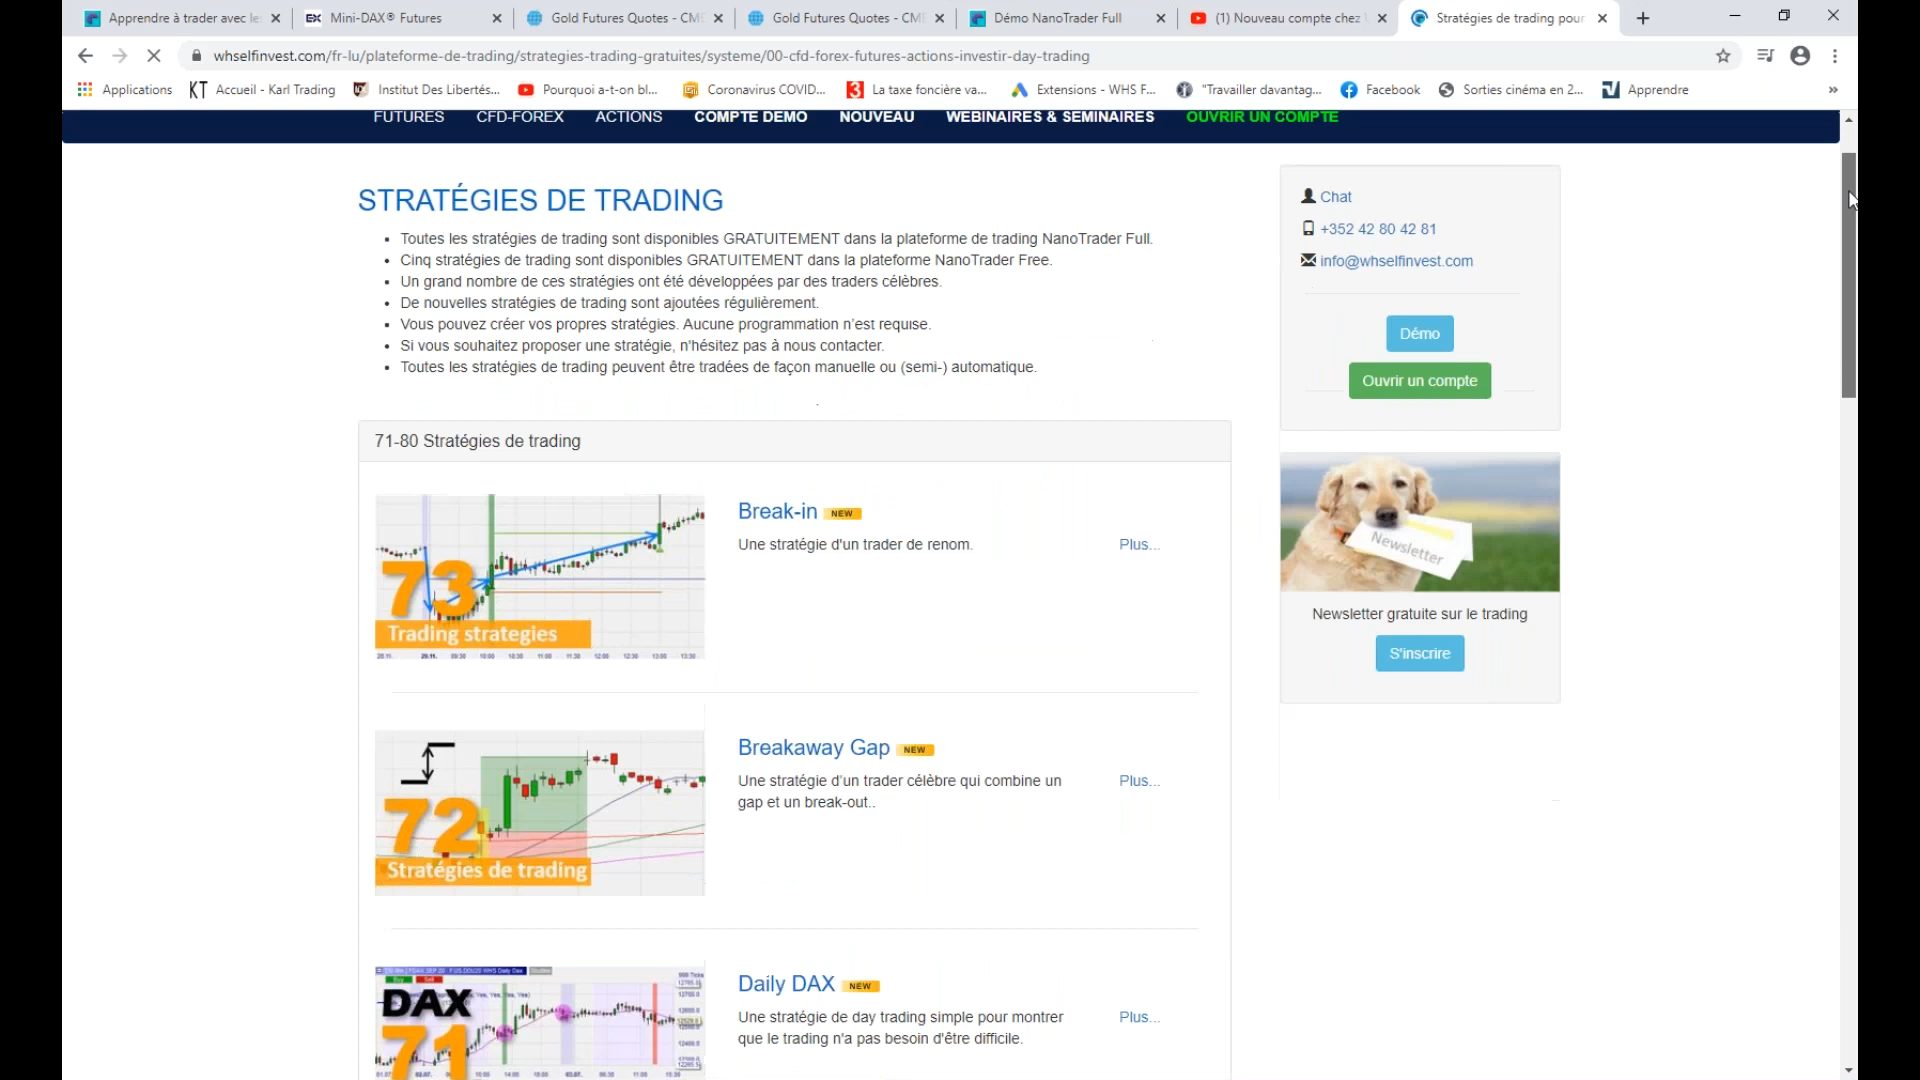 Apprendre à trader avec le
Mini-DAX® Futures
Gold Futures Quotes - CME
Gold Futures Quotes - CME
Démo NanoTrader Full
(1) Nouveau compte chez
Stratégies de trading pour
whselfinvest.com/fr-lu/plateforme-de-trading/strategies-trading-gratuites/systeme/00-cfd-forex-futures-actions-investir-day-trading
Applications
KT Accueil - Karl Trading
Institut Des Libertés...
Pourquoi a-t-on bl...
Coronavirus COVID...
La taxe foncière va...
Extensions - WHS F...
"Travailler davantag...
Facebook
Sorties cinéma en 2...
Apprendre
FUTURES CFD-FOREX ACTIONS COMPTE DEMO NOUVEAU WEBINAIRES & SEMINAIRES OUVRIR UN COMPTE
STRATÉGIES DE TRADING
• Toutes les stratégies de trading sont disponibles GRATUITEMENT dans la plateforme de trading NanoTrader Full.
• Cinq stratégies de trading sont disponibles GRATUITEMENT dans la plateforme NanoTrader Free.
• Un grand nombre de ces stratégies ont été développées par des traders célèbres.
• De nouvelles stratégies de trading sont ajoutées régulièrement.
• Vous pouvez créer vos propres stratégies. Aucune programmation n'est requise.
• Si vous souhaitez proposer une stratégie, n'hésitez pas à nous contacter.
• Toutes les stratégies de trading peuvent être tradées de façon manuelle ou (semi-) automatique.
71-80 Stratégies de trading
73
Trading strategies
Break-in NEW
Une stratégie d'un trader de renom.
Plus...
72
Stratégies de trading
Breakaway Gap NEW
Une stratégie d'un trader célèbre qui combine un
gap et un break-out..
Plus...
DAX
71
Daily DAX NEW
Une stratégie de day trading simple pour montrer
que le trading n'a pas besoin d'être difficile.
Plus...
Chat
+352 42 80 42 81
info@whselfinvest.com
Démo
Ouvrir un compte
Newsletter
Newsletter gratuite sur le trading
S'inscrire